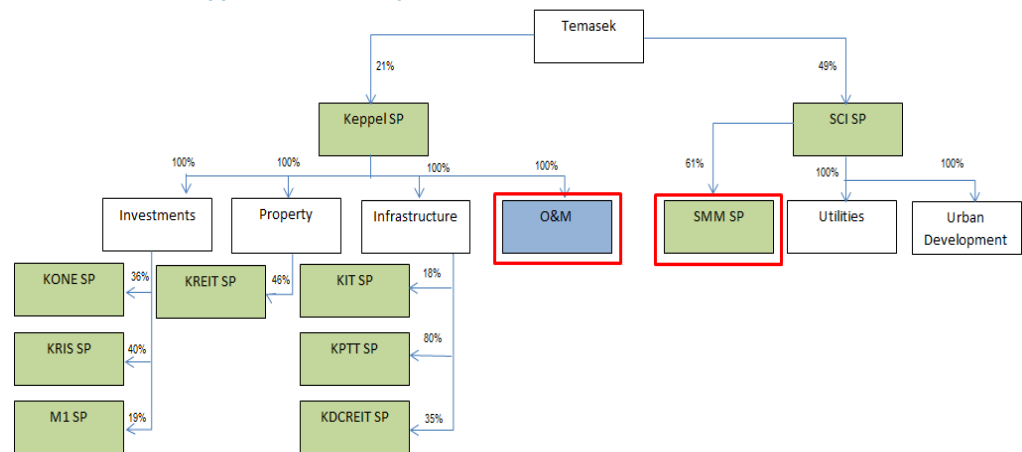 Temasek
21%
49%
Keppel SP
SCI SP
100%
100%
100%
100%
61%
100%
100%
Investments
Property
Infrastructure
O&M
SMM SP
Utilities
Urban
Development
KONE SP
36%
KREIT SP
46%
KIT SP
18%
KRIS SP
40%
KPTT SP
80%
M1 SP
19%
KDCREIT SP
35%